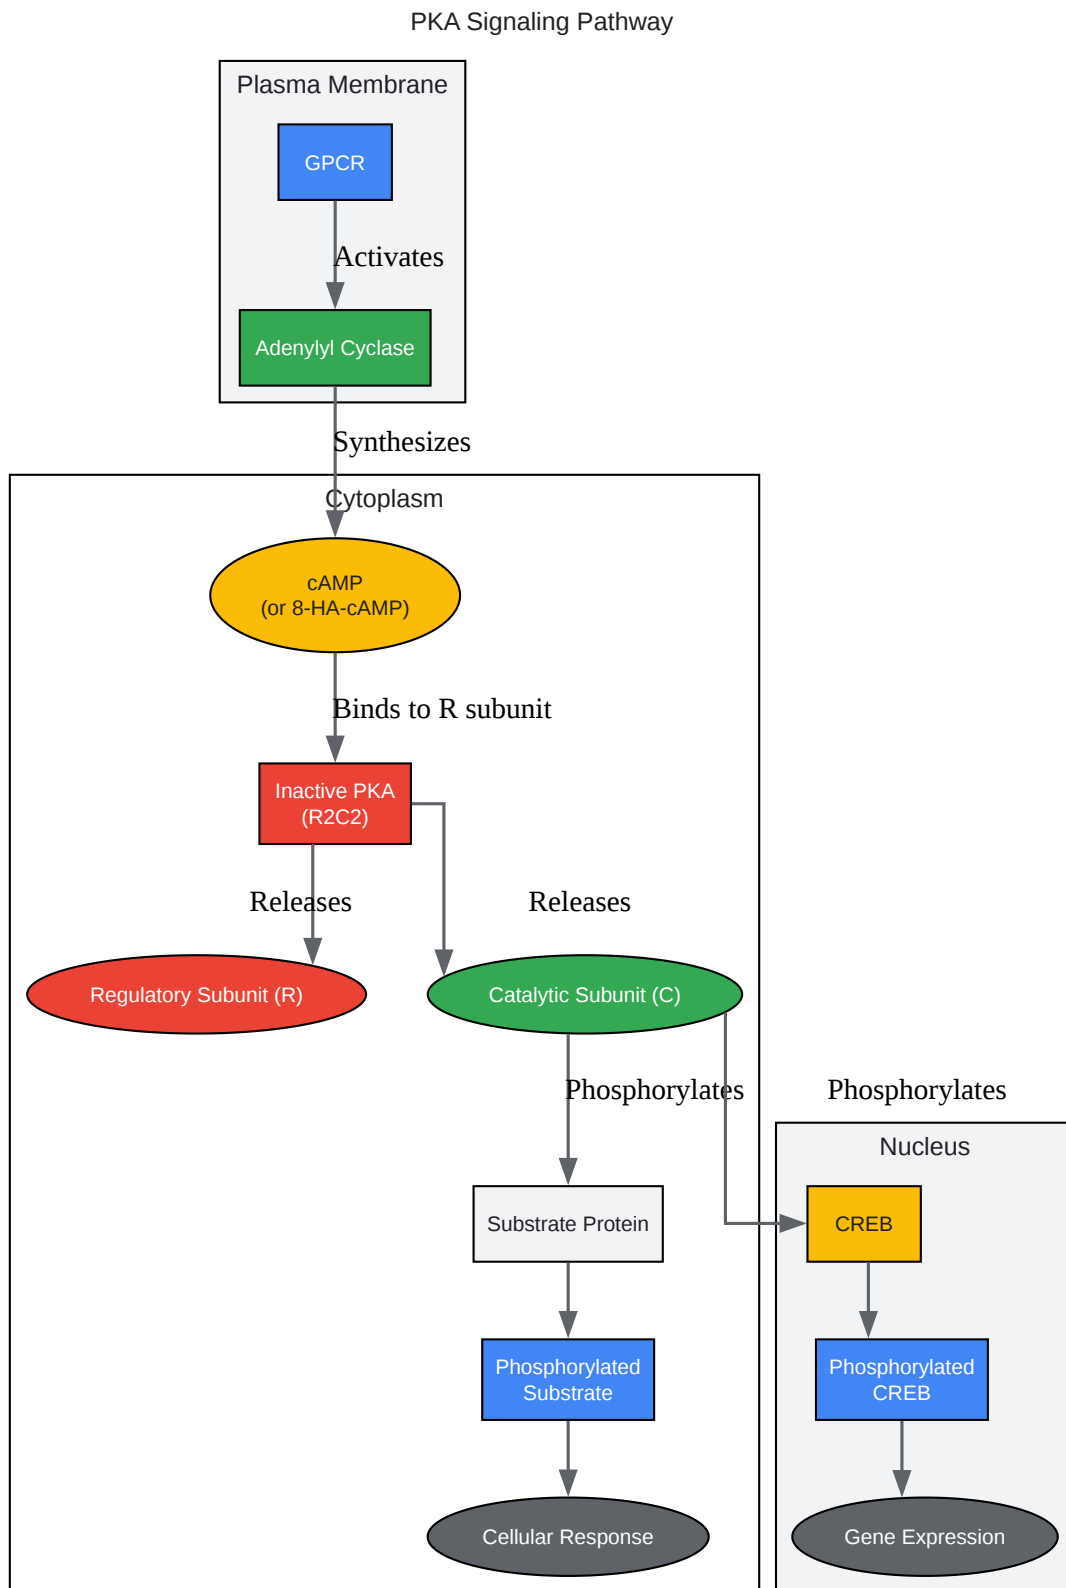 PKA Signaling Pathway
Plasma Membrane
GPCR
Activates
Adenylyl Cyclase
Synthesizes
Cytoplasm
cAMP
(or 8-HA-cAMP)
Binds to R subunit
Inactive PKA
(R2C2)
Releases
Releases
Regulatory Subunit (R)
Catalytic Subunit (C)
Phosphorylates
Phosphorylates
Nucleus
Substrate Protein
CREB
Phosphorylated
Substrate
Phosphorylated
CREB
Cellular Response
Gene Expression